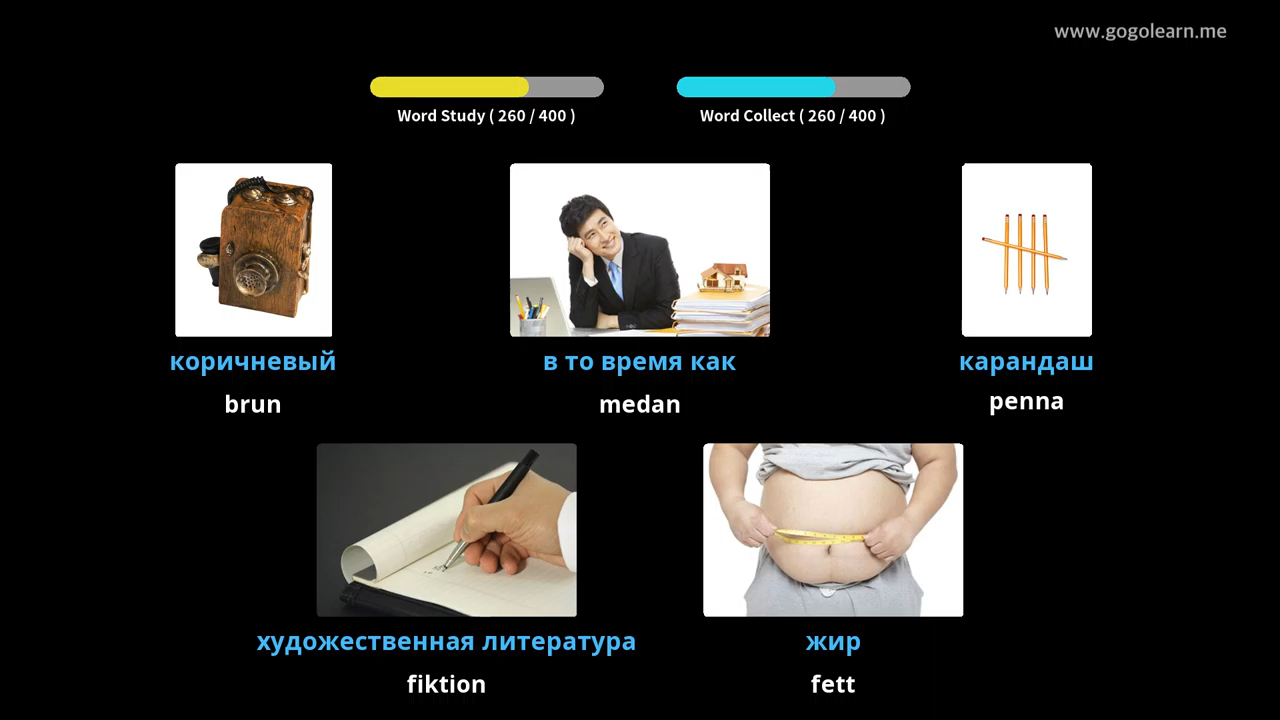 www.gogolearn.me
Word Study ( 260 / 400 )
Word Collect ( 260 / 400 )
коричневый
brun
в то время как
medan
карандаш
penna
художественная литература
fiktion
жир
fett